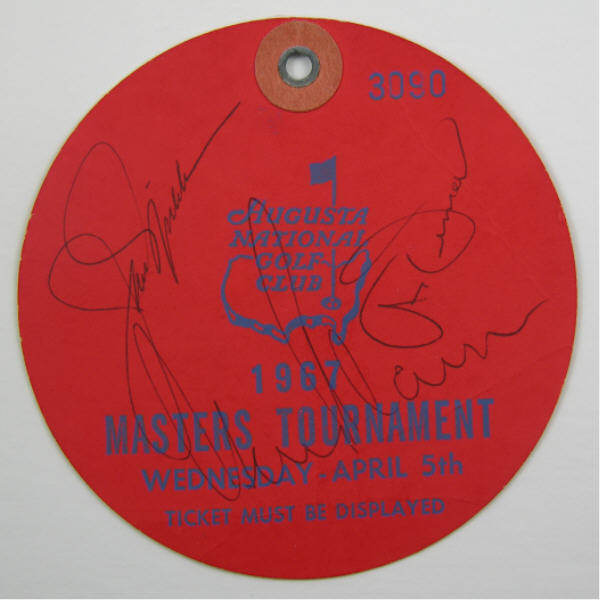 3090
AUGUSTA
NATIONAL
GOLF
CLUB
1967
MASTERS TOURNAMENT
WEDNESDAY - APRIL 5th
TICKET MUST BE DISPLAYED